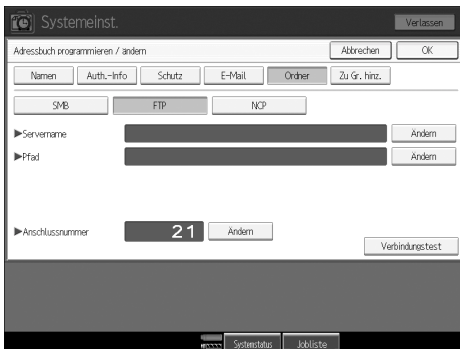 Systemeinst. Verlassen
Adressbuch programmieren / ändern Abbrechen OK
Namen Auth.-Info Schutz E-Mail Ordner Zu Gr. hinz.
SMB FTP NCP
▶Servername Ändern
▶Pfad Ändern
▶Anschlussnummer 21 Ändern
Verbindungstest
Systemstatus Jobliste